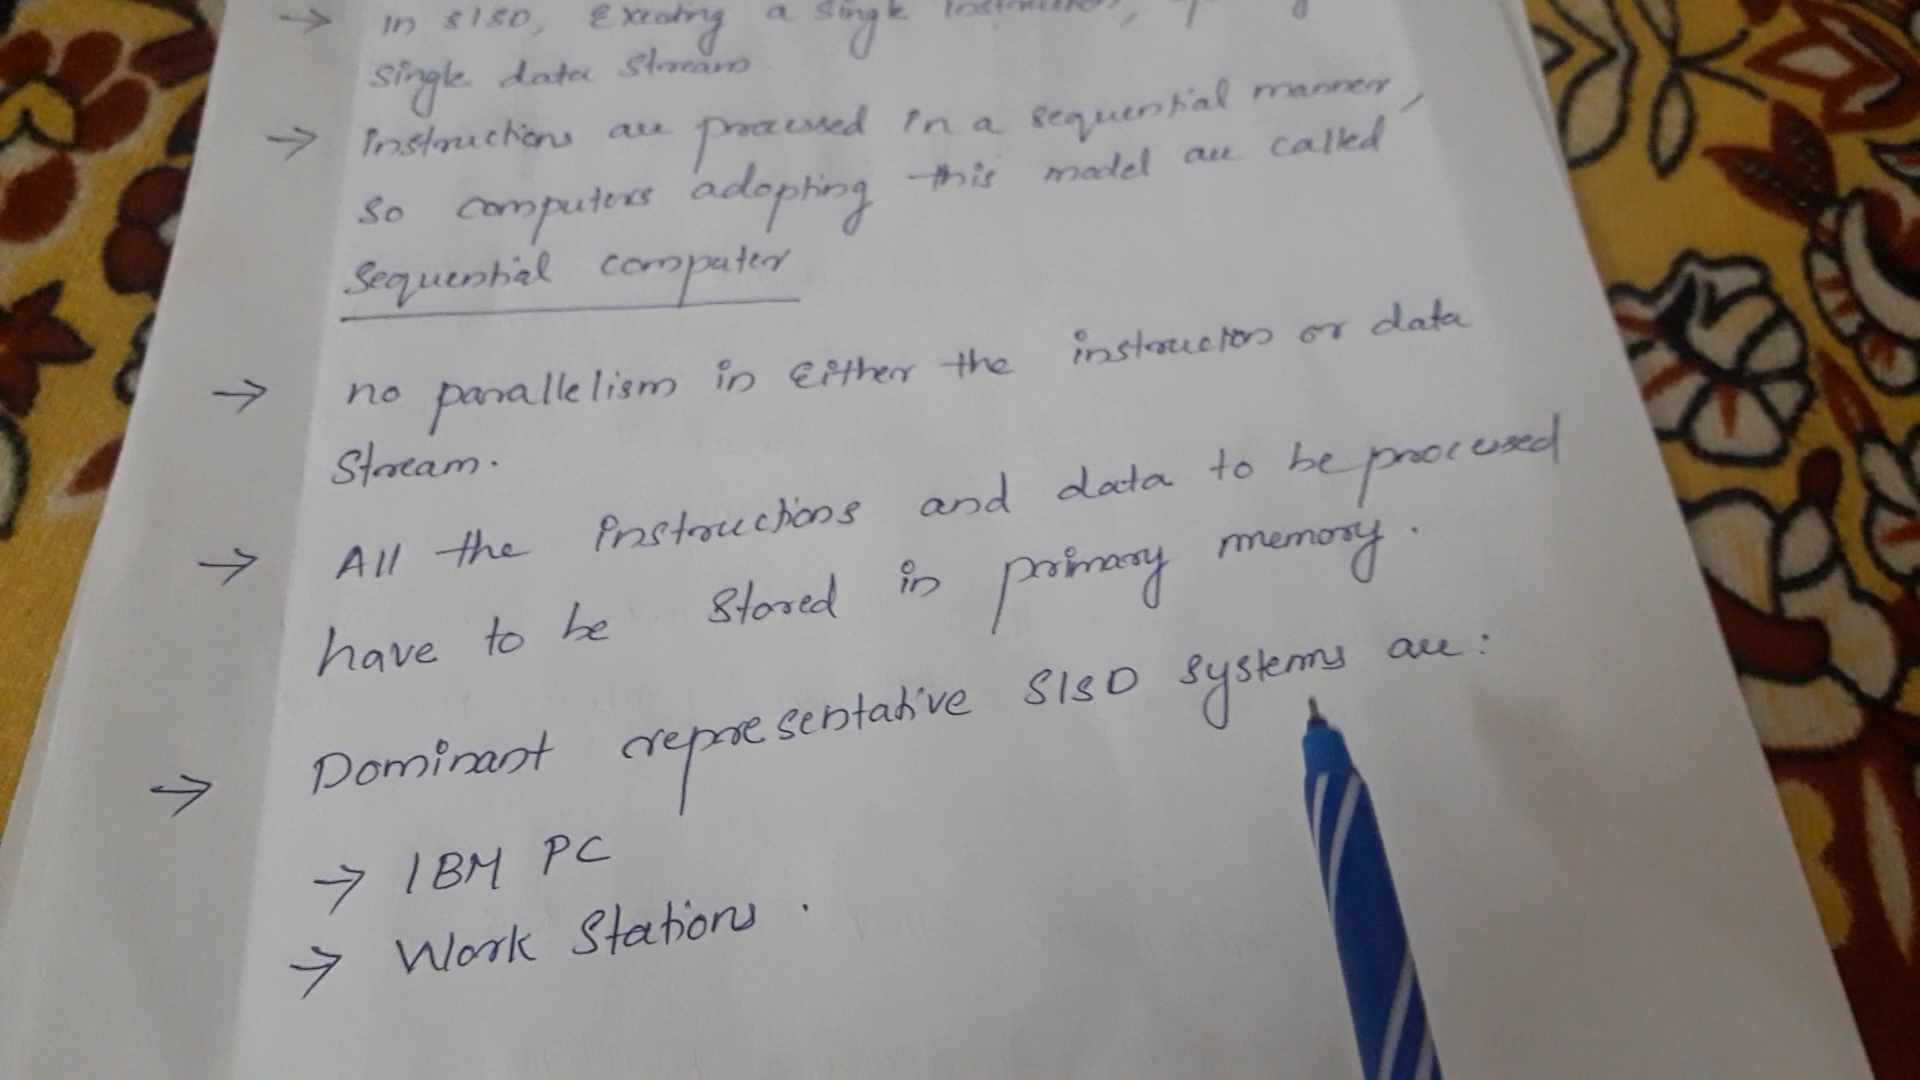 → In SISD, Executing a single instruction,
single data stream
→ instructions are processed in a sequential manner,
so computers adopting this model are called
Sequential computer
→ no parallelism in Either the instruction or data
Stream.
→ All the instructions and data to be processed
have to be stored in primary memory.
→ Dominant representative SISD systems are:
→ IBM PC
→ Work Stations.